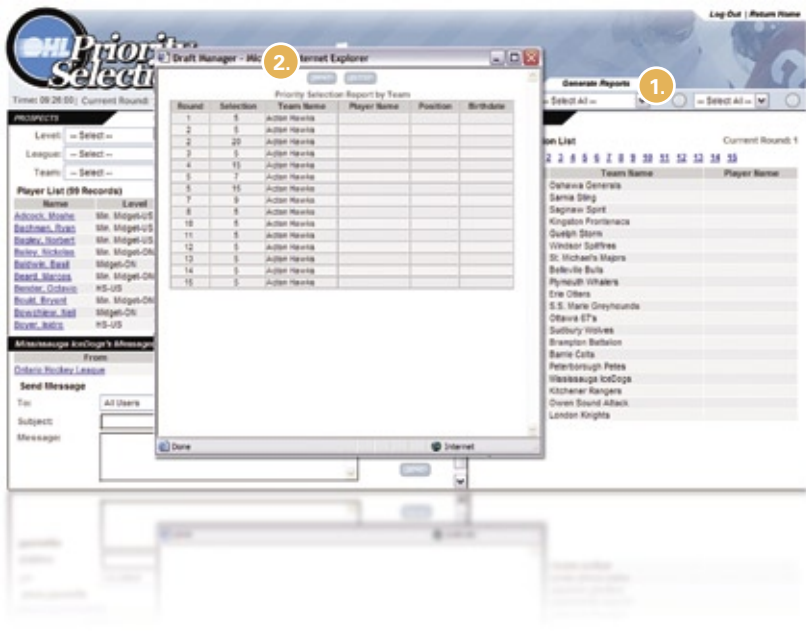 Log Out | Return Home
OHL Priority
Selecti
Time: 09:26:00 | Current Round:
Generate Reports
-- Select All --
1.
-- Select All --
PROSPECTS
Level: -- Select --
League: -- Select --
Team: -- Select --
Player List (99 Records)
Name Level
Adcock, Moshe Min. Midget-US
Bachman, Ryan Min. Midget-US
Bagley, Norbert Min. Midget-US
Bailey, Nickolas Min. Midget-ON
Baldwin, Basil Midget-ON
Beard, Marcos Min. Midget-ON
Bender, Octavio HS-US
Bould, Bryant Min. Midget-ON
Midget-ON
Boyer, Isidro HS-US
Mississauga IceDogs's Messages
From
Ontario Hockey League
Send Message
To: All Users
Subject:
Message:
Draft Manager - Mic
2.
ternet Explorer
Priority Selection Report by Team
Round Selection Team Name Player Name Position Birthdate
1 5 Acton Hawks
2 5 Acton Hawks
2 20 Acton Hawks
3 5 Acton Hawks
4 15 Acton Hawks
5 7 Acton Hawks
5 15 Acton Hawks
7 9 Acton Hawks
8 5 Acton Hawks
10 5 Acton Hawks
11 5 Acton Hawks
12 5 Acton Hawks
13 5 Acton Hawks
14 5 Acton Hawks
15 5 Acton Hawks
Done Internet
on List Current Round: 1
2 3 4 5 6 7 8 9 10 11 12 13 14 15
Team Name Player Name
Oshawa Generals
Sarnia Sting
Saginaw Spirit
Kingston Frontenacs
Guelph Storm
Windsor Spitfires
St. Michael's Majors
Belleville Bulls
Plymouth Whalers
Erie Otters
S.S. Marie Greyhounds
Ottawa 67's
Sudbury Wolves
Brampton Battalion
Barrie Colts
Peterborough Petes
Mississauga IceDogs
Kitchener Rangers
Owen Sound Attack
London Knights